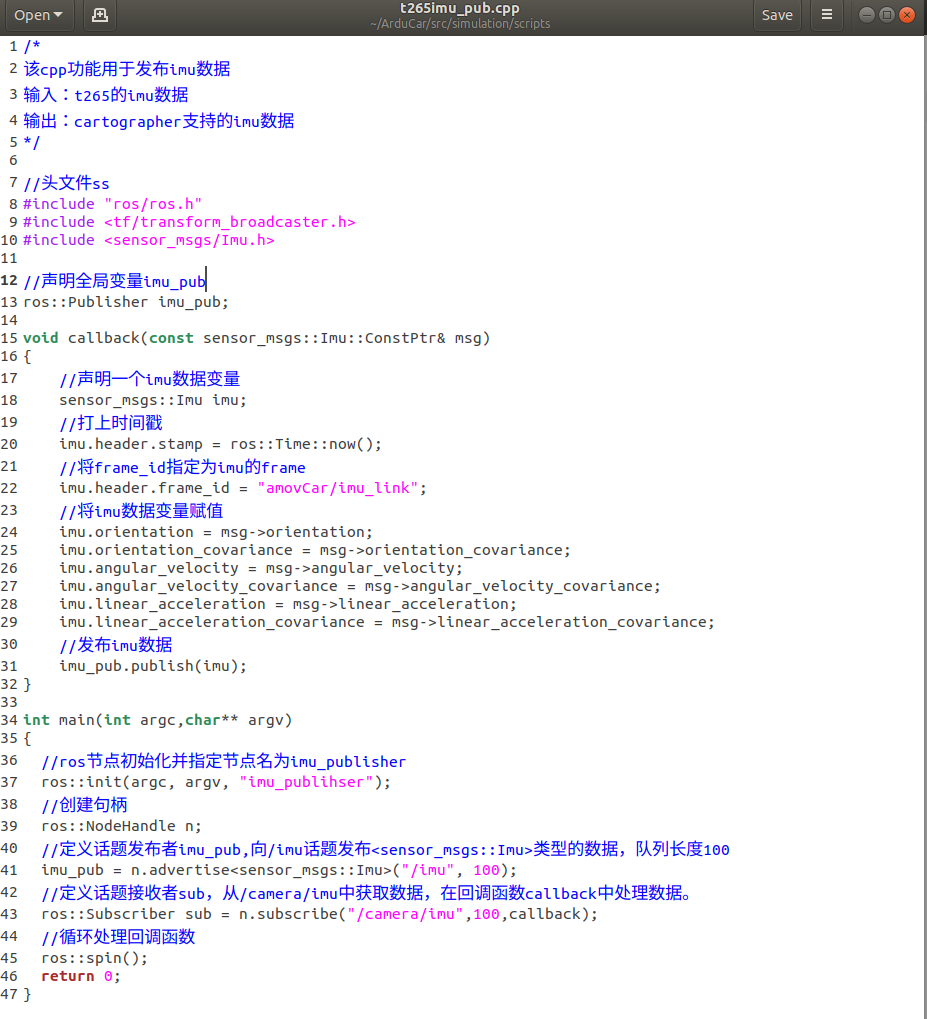 Open
t265imu_pub.cpp
~/ArduCar/src/simulation/scripts
Save
1 /*
2 该cpp功能用于发布imu数据
3 输入：t265的imu数据
4 输出：cartographer支持的imu数据
5 */
6
7 //头文件ss
8 #include "ros/ros.h"
9 #include <tf/transform_broadcaster.h>
10 #include <sensor_msgs/Imu.h>
11
12 //声明全局变量imu_pub
13 ros::Publisher imu_pub;
14
15 void callback(const sensor_msgs::Imu::ConstPtr& msg)
16 {
17     //声明一个imu数据变量
18     sensor_msgs::Imu imu;
19     //打上时间戳
20     imu.header.stamp = ros::Time::now();
21     //将frame_id指定为imu的frame
22     imu.header.frame_id = "amovCar/imu_link";
23     //将imu数据变量赋值
24     imu.orientation = msg->orientation;
25     imu.orientation_covariance = msg->orientation_covariance;
26     imu.angular_velocity = msg->angular_velocity;
27     imu.angular_velocity_covariance = msg->angular_velocity_covariance;
28     imu.linear_acceleration = msg->linear_acceleration;
29     imu.linear_acceleration_covariance = msg->linear_acceleration_covariance;
30     //发布imu数据
31     imu_pub.publish(imu);
32 }
33
34 int main(int argc,char** argv)
35 {
36   //ros节点初始化并指定节点名为imu_publisher
37   ros::init(argc, argv, "imu_publihser");
38   //创建句柄
39   ros::NodeHandle n;
40   //定义话题发布者imu_pub,向/imu话题发布<sensor_msgs::Imu>类型的数据，队列长度100
41   imu_pub = n.advertise<sensor_msgs::Imu>("/imu", 100);
42   //定义话题接收者sub，从/camera/imu中获取数据，在回调函数callback中处理数据。
43   ros::Subscriber sub = n.subscribe("/camera/imu",100,callback);
44   //循环处理回调函数
45   ros::spin();
46   return 0;
47 }